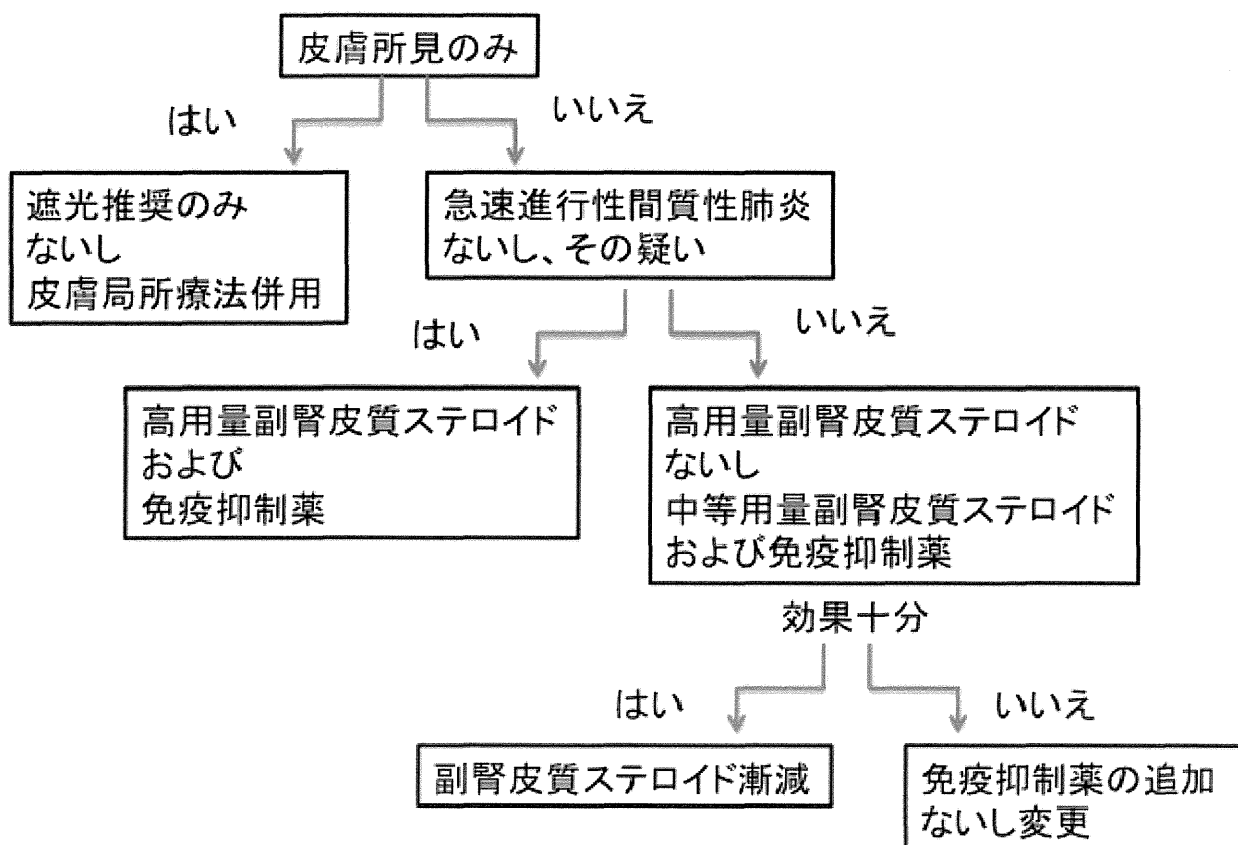 皮膚所見のみ
はい
いいえ
遮光推奨のみ
ないし
皮膚局所療法併用
急速進行性間質性肺炎
ないし、その疑い
はい
いいえ
高用量副腎皮質ステロイド
および
免疫抑制薬
高用量副腎皮質ステロイド
ないし
中等用量副腎皮質ステロイド
および免疫抑制薬
効果十分
はい
いいえ
副腎皮質ステロイド漸減
免疫抑制薬の追加
ないし変更